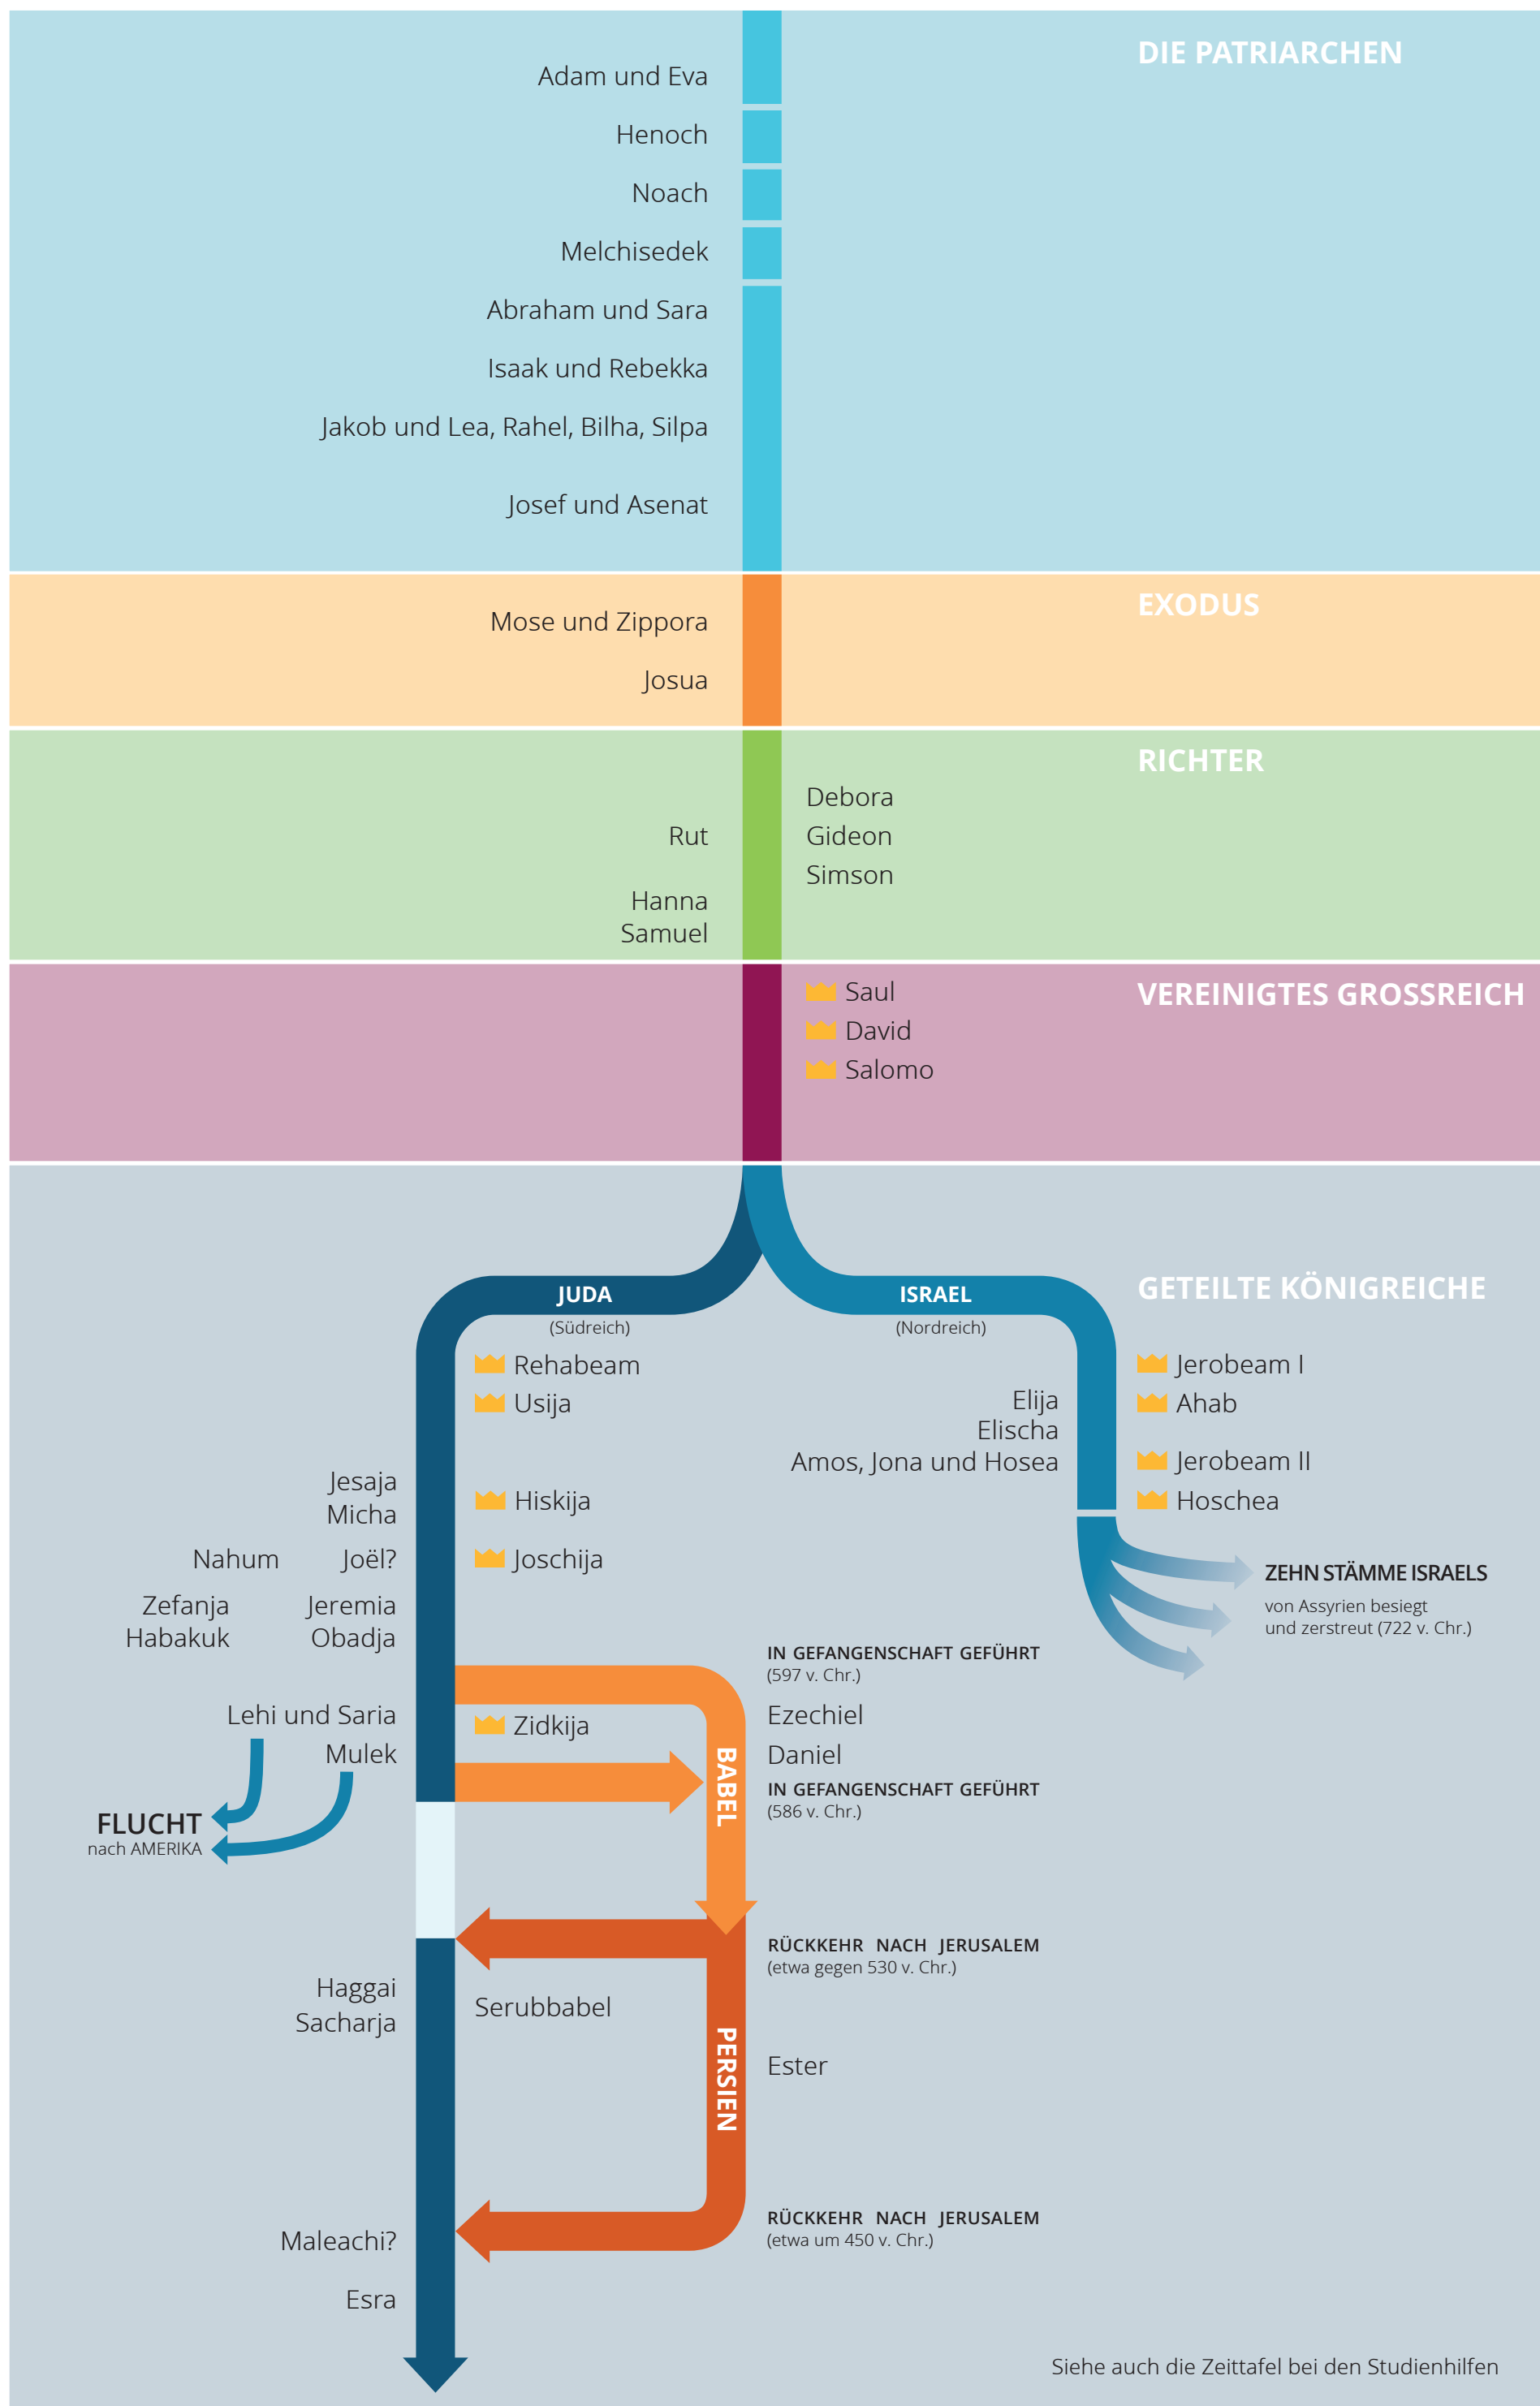 DIE PATRIARCHEN
Adam und Eva
Henoch
Noach
Melchisedek
Abraham und Sara
Isaak und Rebekka
Jakob und Lea, Rahel, Bilha, Silpa
Josef und Asenat
EXODUS
Mose und Zippora
Josua
RICHTER
Debora
Rut
Gideon
Simson
Hanna
Samuel
VEREINIGTES GROSSREICH
Saul
David
Salomo
GETEILTE KÖNIGREICHE
JUDA
(Südreich)
Rehabeam
Usija
Jesaja
Micha
Hiskija
Nahum
Joël?
Joschija
Zefanja
Habakuk
Jeremia
Obadja
Lehi und Saria
Mulek
Zidkija
FLUCHT
nach AMERIKA
ISRAEL
(Nordreich)
Elija
Elischa
Amos, Jona und Hosea
Jerobeam I
Ahab
Jerobeam II
Hoschea
ZEHN STÄMME ISRAELS
von Assyrien besiegt
und zerstreut (722 v. Chr.)
IN GEFANGENSCHAFT GEFÜHRT
(597 v. Chr.)
Ezechiel
Daniel
IN GEFANGENSCHAFT GEFÜHRT
(586 v. Chr.)
BABEL
RÜCKKEHR NACH JERUSALEM
(etwa gegen 530 v. Chr.)
Haggai
Sacharja
Serubbabel
PERSIEN
Ester
RÜCKKEHR NACH JERUSALEM
(etwa um 450 v. Chr.)
Maleachi?
Esra
Siehe auch die Zeittafel bei den Studienhilfen